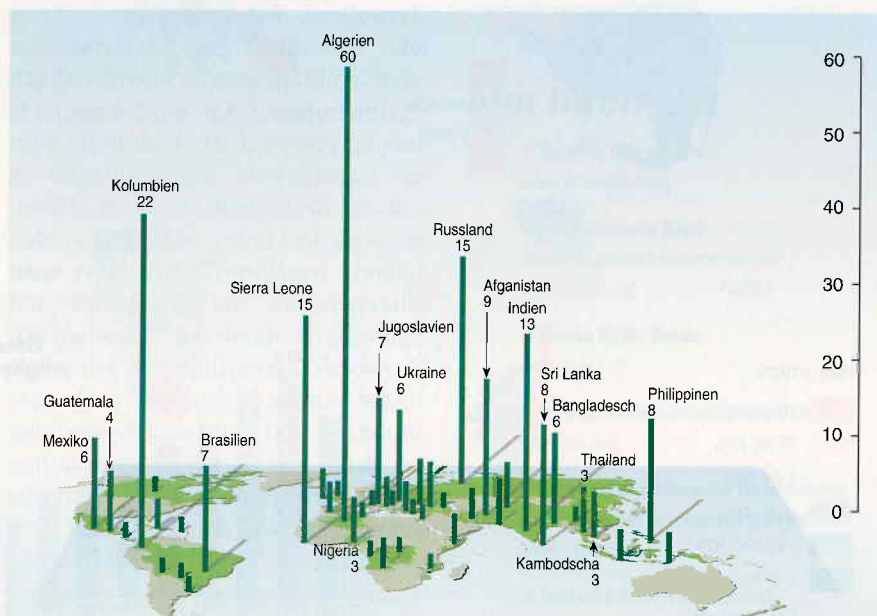 Algerien
60
Kolumbien
22
Russland
15
Sierra Leone
15
Afganistan
9
Indien
13
Jugoslavien
7
Ukraine
6
Sri Lanka
8
Bangladesch
6
Philippinen
8
Guatemala
4
Mexiko
6
Brasilien
7
Thailand
3
Nigeria
3
Kambodscha
3
60
50
40
30
20
10
0